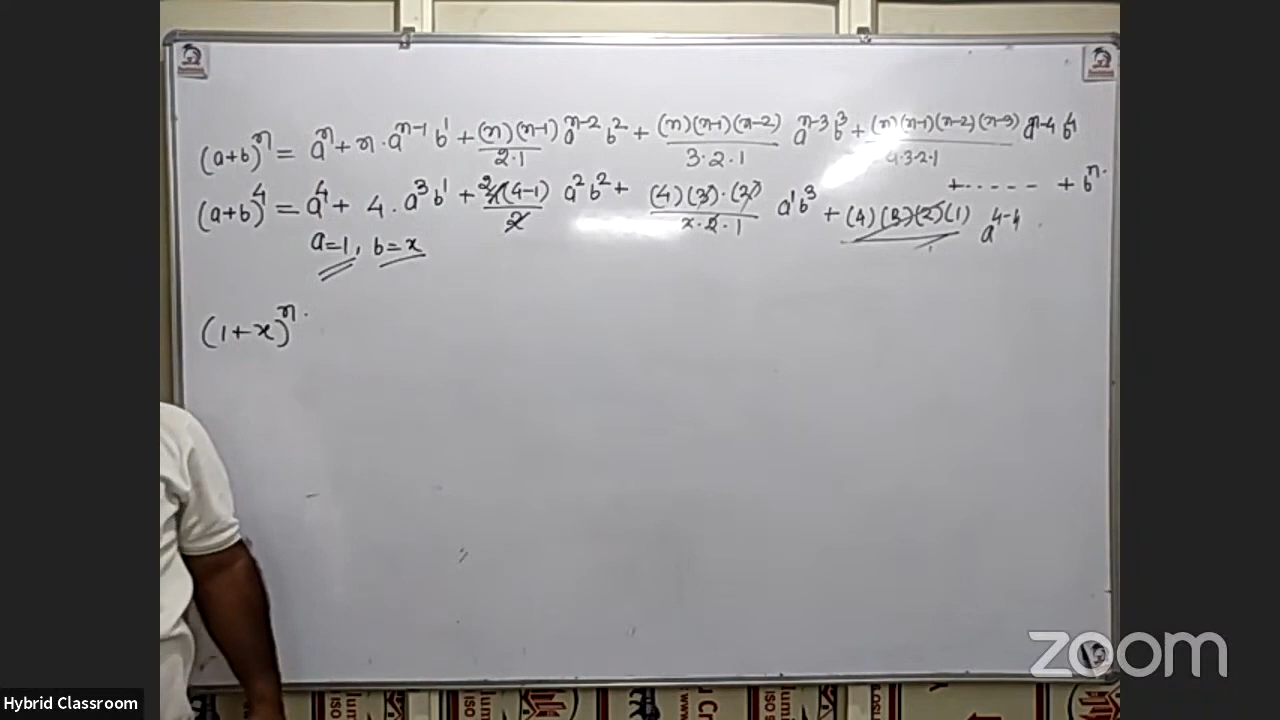 (a+b)^n = a^n + n · a^{n-1} b^1 + (n)(n-1)/2·1 a^{n-2} b^2 + (n)(n-1)(n-2)/3·2·1 a^{n-3} b^3 + (n)(n-1)(n-2)(n-3)/4·3·2·1 a^{n-4} b^4
+ ...... + b^n.
(a+b)^4 = a^4 + 4 · a^3 b^1 + 2 4(4-1)/2 a^2 b^2 + (4)(3)·(2)/ 2·1 a^1 b^3 + (4)(3)(2)(1) a^{4-4}
a=1, b=x
(1+x)^n.
zoom
Hybrid Classroom